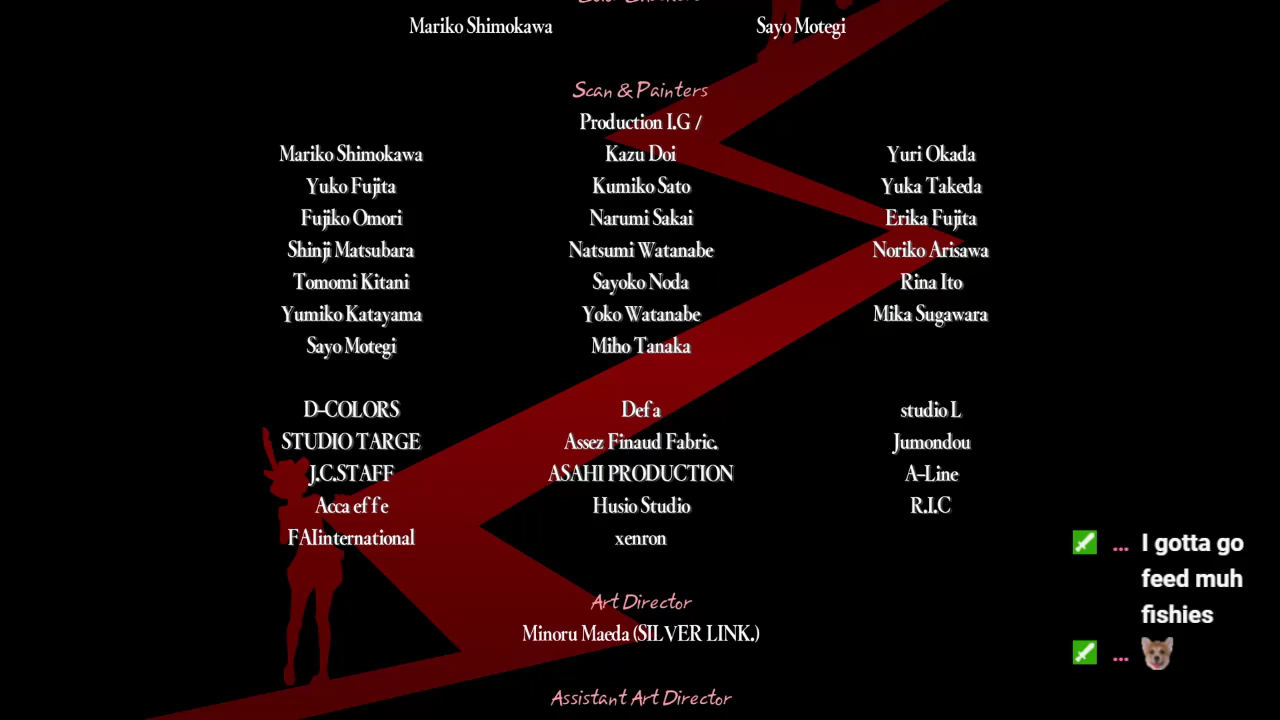 Mariko Shimokawa Sayo Motegi
Scan & Painters
Production I.G /
Mariko Shimokawa Kazu Doi Yuri Okada
Yuko Fujita Kumiko Sato Yuka Takeda
Fujiko Omori Narumi Sakai Erika Fujita
Shinji Matsubara Natsumi Watanabe Noriko Arisawa
Tomomi Kitani Sayoko Noda Rina Ito
Yumiko Katayama Yoko Watanabe Mika Sugawara
Sayo Motegi Miho Tanaka
D-COLORS Defa studio L
STUDIO TARGE Assez Finaud Fabric. Jumondou
J.C.STAFF ASAHI PRODUCTION A-Line
Acca effe Husio Studio R.I.C
FAIinternational xenron
Art Director
Minoru Maeda (SILVER LINK.)
Assistant Art Director
... I gotta go
feed muh
fishies
...